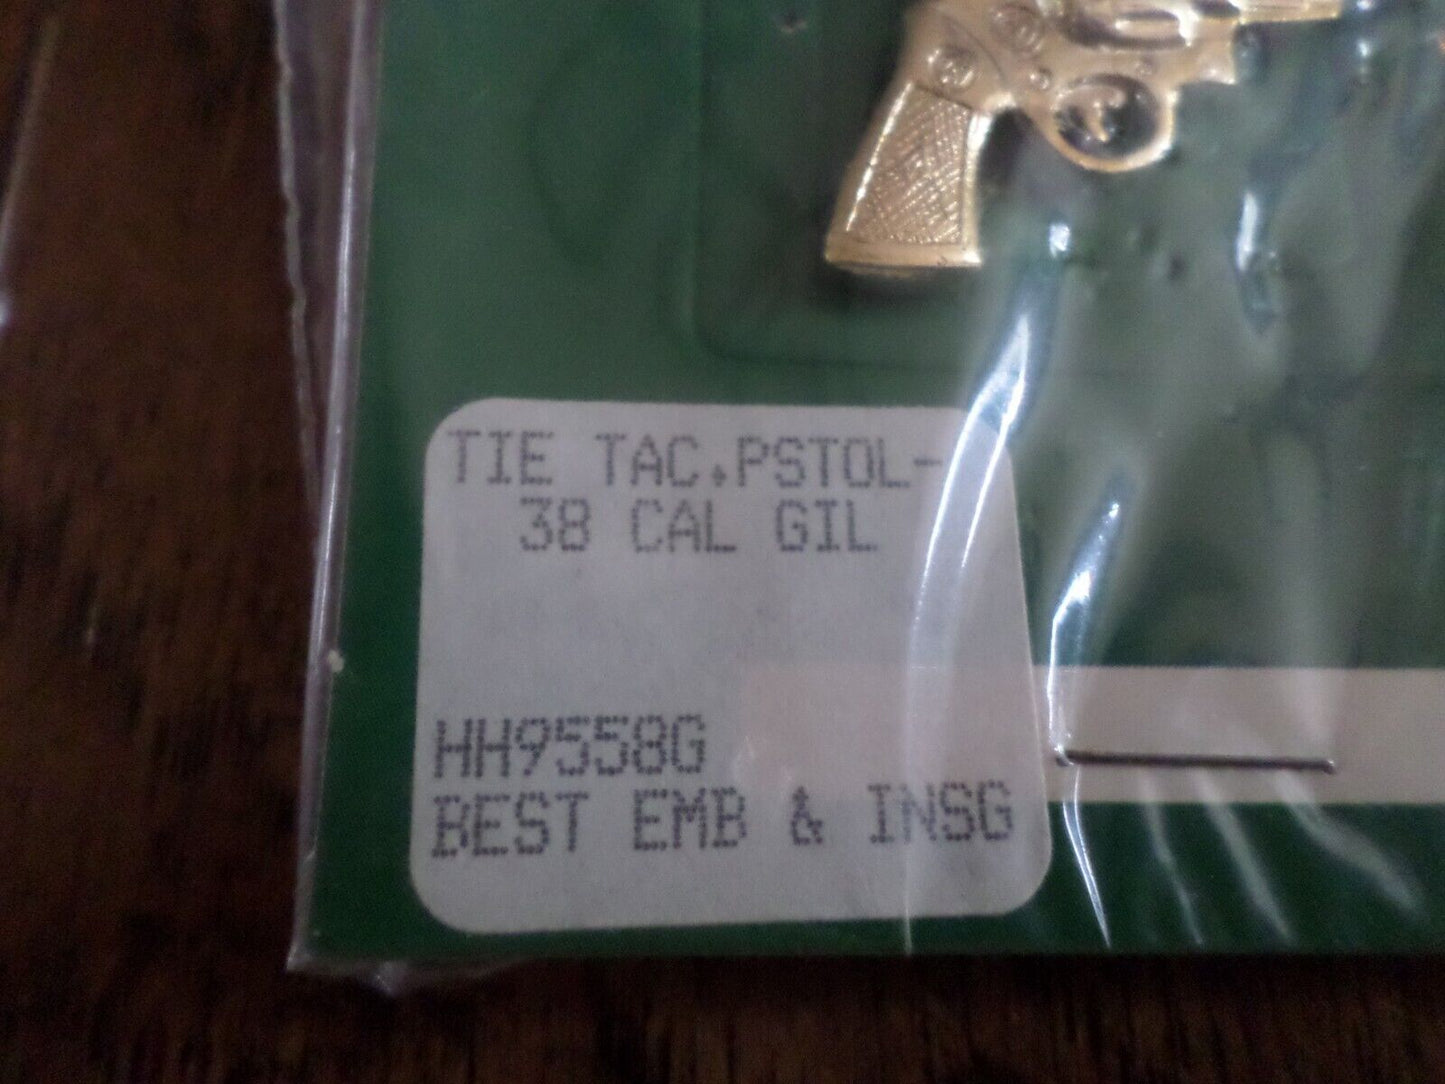 TIE TAC.PSTOL-
38 CAL GIL
HH9558G
BEST EMB & INSG